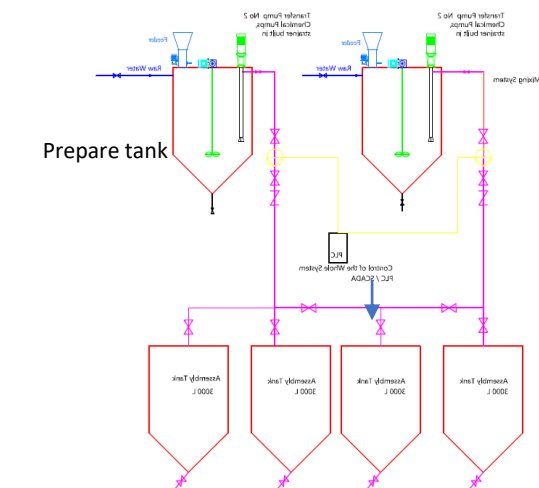 Transfer Pump No 2
Chemical Pumps,
strainer built in
Transfer Pump No 2
Chemical Pumps,
strainer built in
Feeder
Feeder
Raw Water
Raw Water
Mixing System
Prepare tank
PLC
Control of the Whole System
PLC / SCADA
Assembly Tank
3000 L
Assembly Tank
3000 L
Assembly Tank
3000 L
Assembly Tank
3000 L